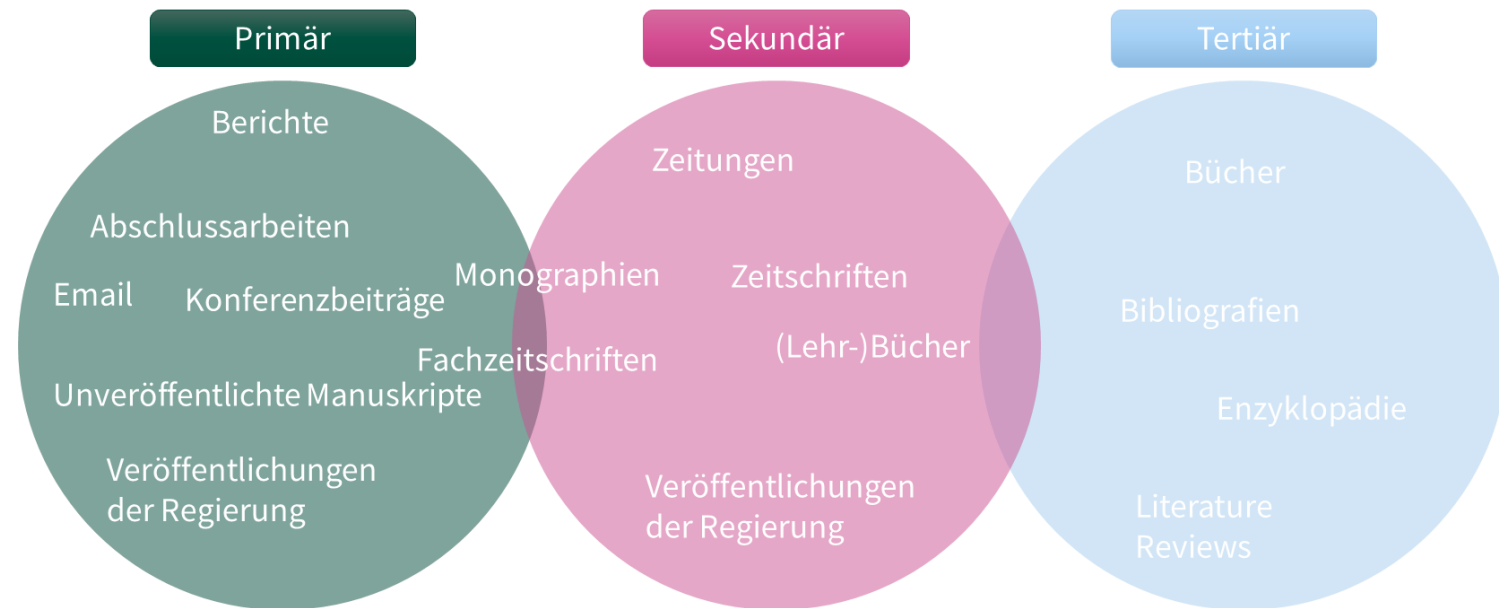 Primär
Berichte
Abschlussarbeiten
Email
Konferenzbeiträge
Monographien
Fachzeitschriften
Unveröffentlichte Manuskripte
Veröffentlichungen
der Regierung
Sekundär
Zeitungen
Zeitschriften
(Lehr-)Bücher
Veröffentlichungen
der Regierung
Tertiär
Bücher
Bibliografien
Enzyklopädie
Literature
Reviews